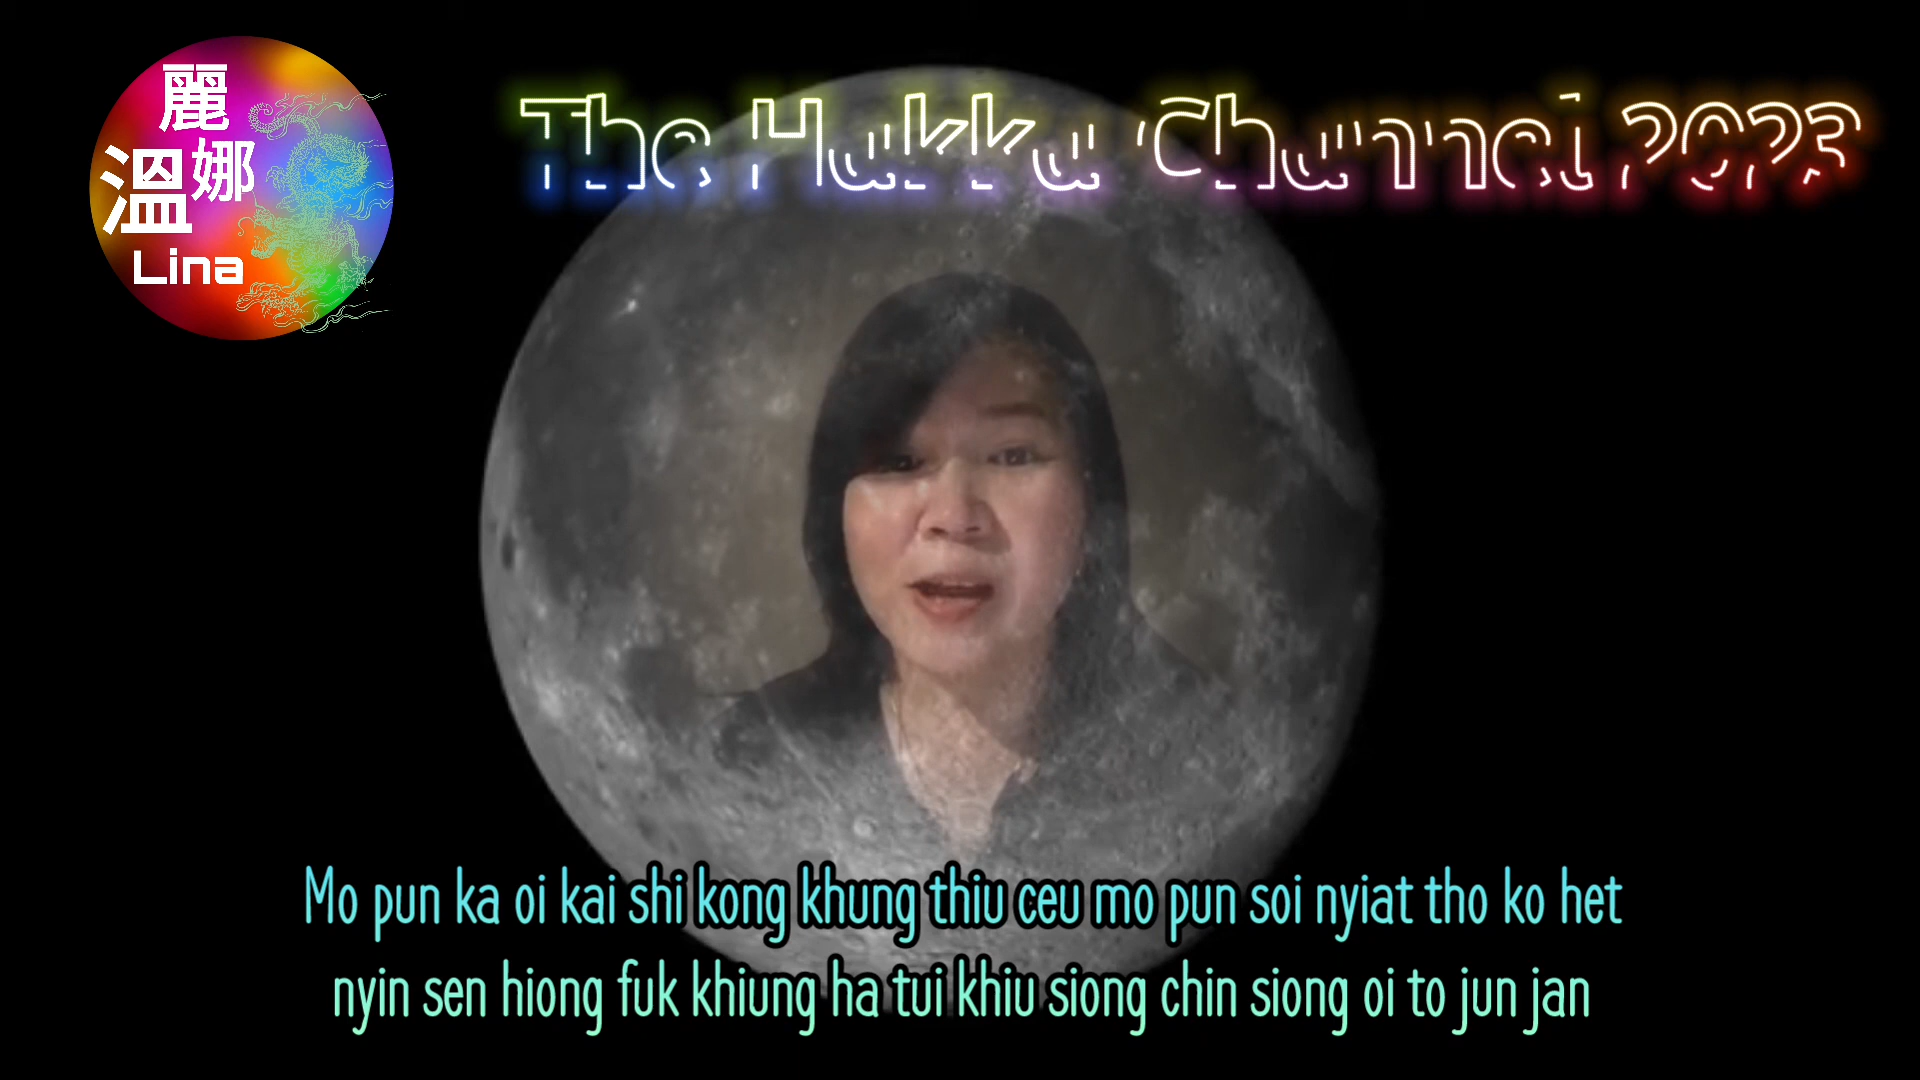 麗娜
溫
Lina
The Hakka Channel 2023
Mo pun ka oi kai shi kong khung thiu ceu mo pun soi nyiat tho ko het
nyin sen hiong fuk khiung ha tui khiu siong chin siong oi to jun jan